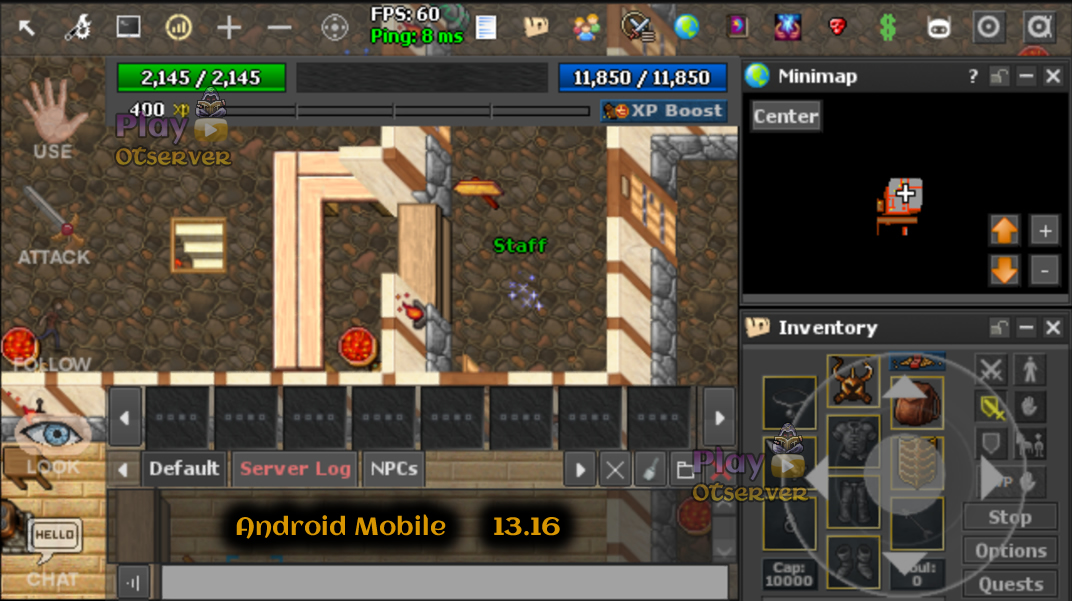 FPS: 60
Ping: 8 ms
2,145 / 2,145
11,850 / 11,850
400 XP
XP Boost
Play
OTserver
USE
ATTACK
FOLLOW
LOOK
HELLO
CHAT
Staff
Minimap
?
Center
+
-
Inventory
Default
Server Log
NPCs
Play
OTserver
Android Mobile 13.16
Cap:
10000
Soul:
0
Stop
Options
Quests